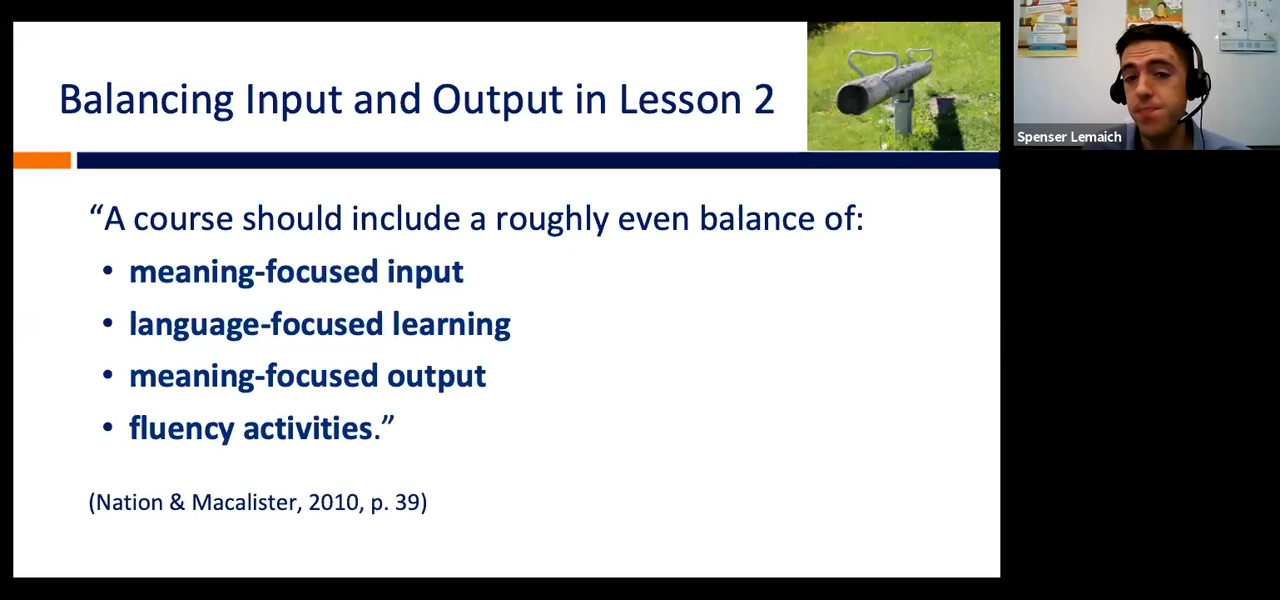 Balancing Input and Output in Lesson 2
“A course should include a roughly even balance of:
• meaning-focused input
• language-focused learning
• meaning-focused output
• fluency activities.”
(Nation & Macalister, 2010, p. 39)
Spenser Lemaich